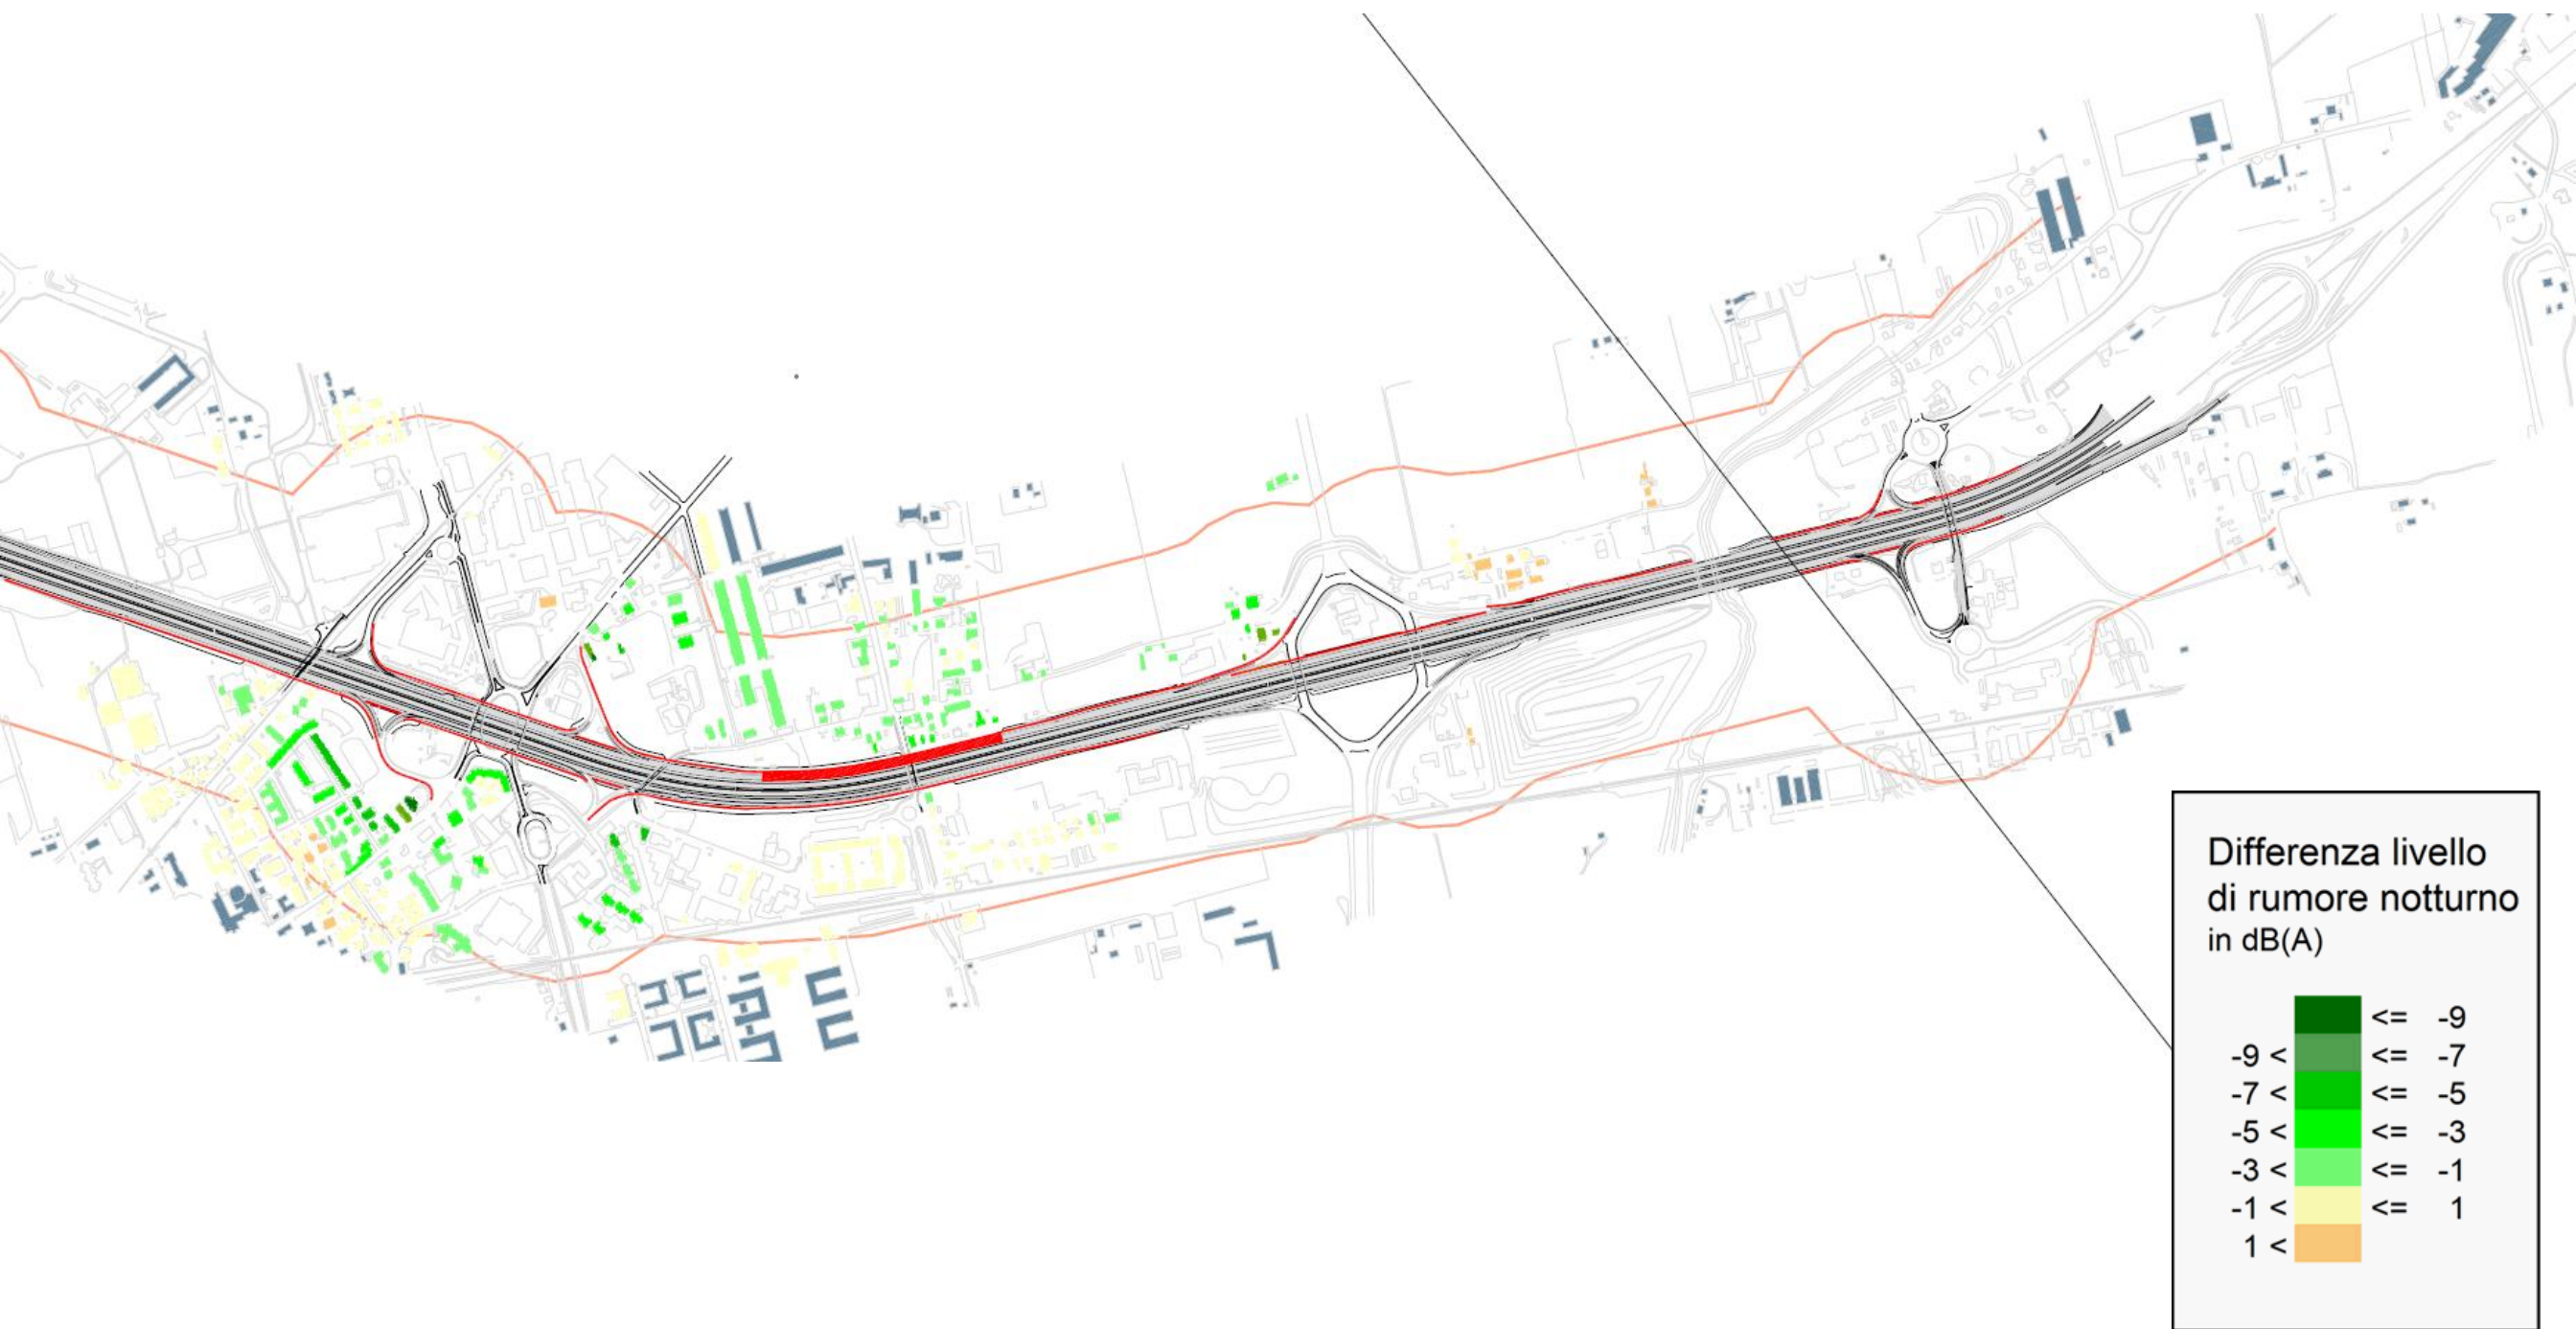 Differenza livello
di rumore notturno
in dB(A)
<= -9
-9 < <= -7
-7 < <= -5
-5 < <= -3
-3 < <= -1
-1 < <= 1
1 <